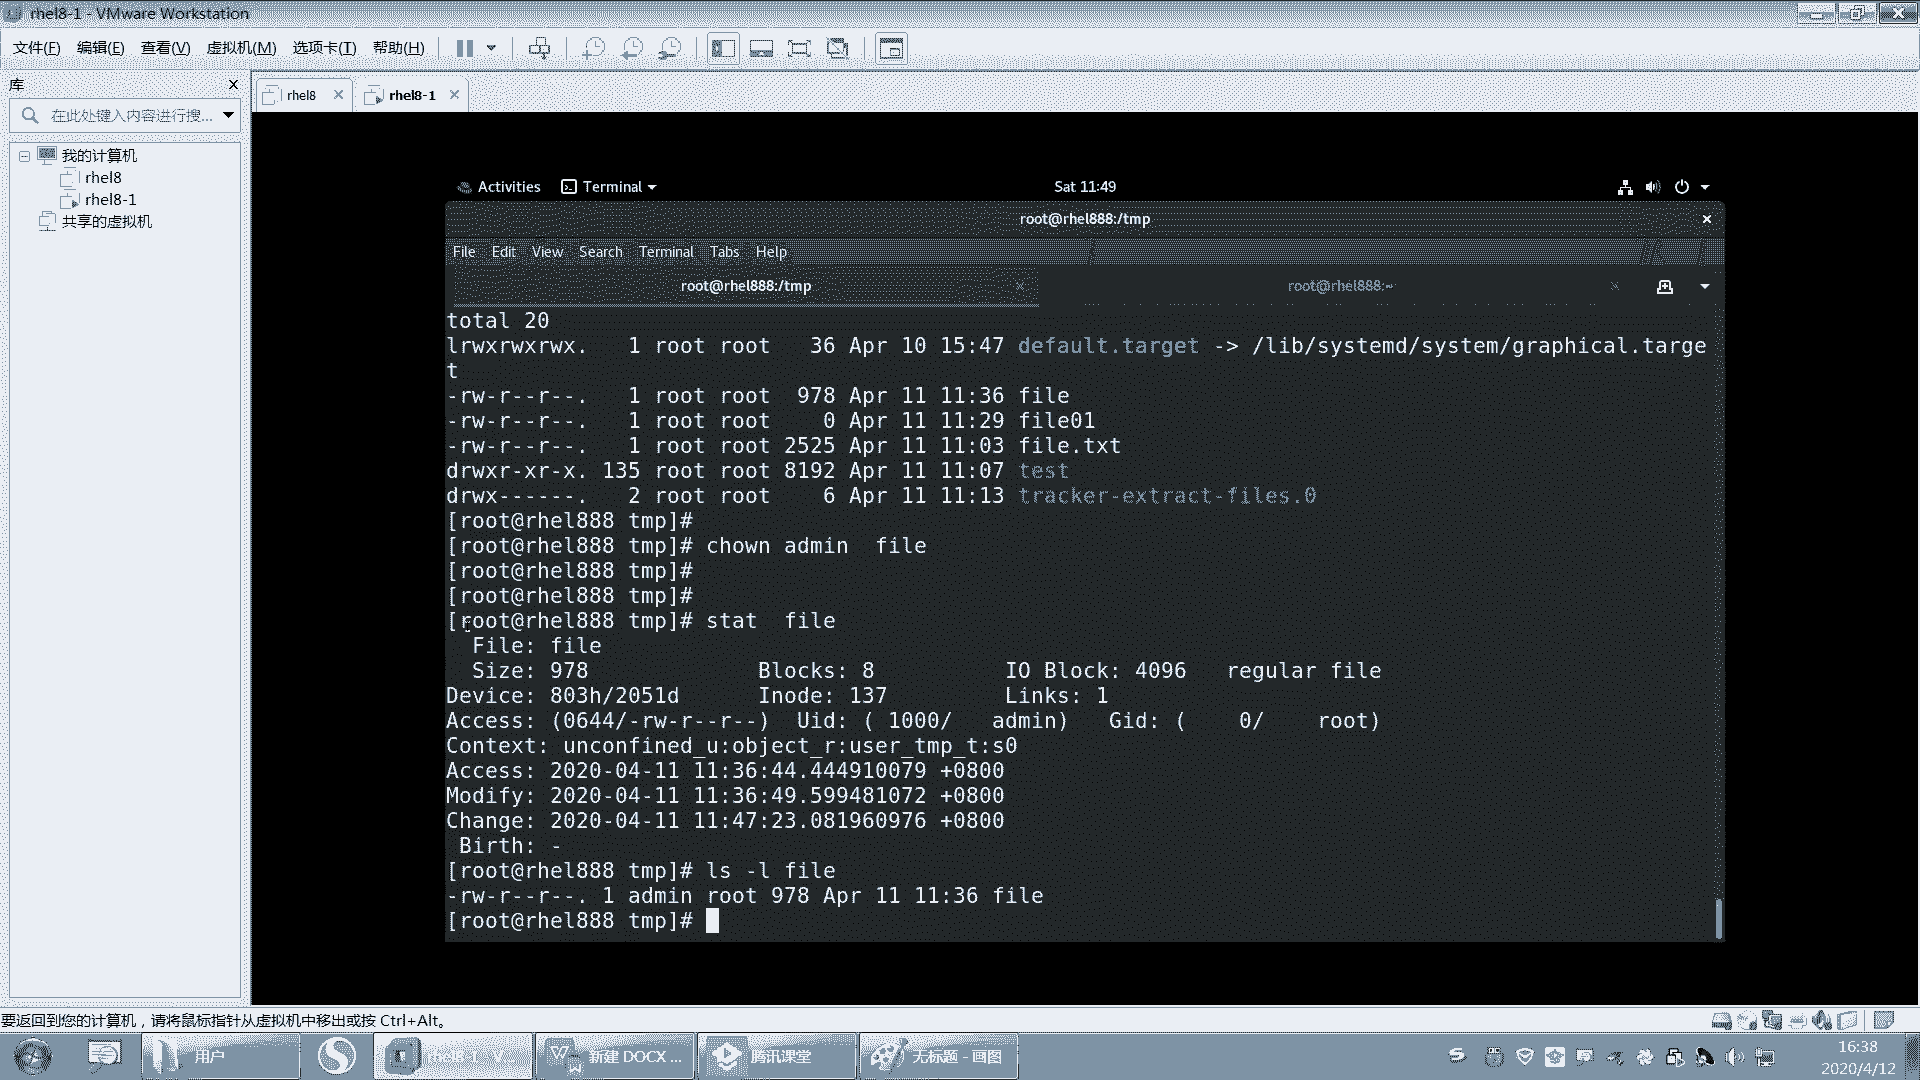 rhel8-1 - VMware Workstation
文件(F) 编辑(E) 查看(V) 虚拟机(M) 选项卡(T) 帮助(H)
库
在此处键入内容进行搜...
我的计算机
rhel8
rhel8-1
共享的虚拟机
rhel8 rhel8-1
Activities Terminal Sat 11:49
root@rhel888:/tmp
File Edit View Search Terminal Tabs Help
root@rhel888:/tmp root@rhel888:~
total 20
lrwxrwxrwx. 1 root root 36 Apr 10 15:47 default.target -> /lib/systemd/system/graphical.targe
t
-rw-r--r--. 1 root root 978 Apr 11 11:36 file
-rw-r--r--. 1 root root 0 Apr 11 11:29 file01
-rw-r--r--. 1 root root 2525 Apr 11 11:03 file.txt
drwxr-xr-x. 135 root root 8192 Apr 11 11:07 test
drwx------. 2 root root 6 Apr 11 11:13 tracker-extract-files.0
[root@rhel888 tmp]#
[root@rhel888 tmp]# chown admin  file
[root@rhel888 tmp]#
[root@rhel888 tmp]#
[root@rhel888 tmp]# stat  file
File: file
Size: 978 Blocks: 8 IO Block: 4096 regular file
Device: 803h/2051d Inode: 137 Links: 1
Access: (0644/-rw-r--r--) Uid: ( 1000/ admin) Gid: ( 0/ root)
Context: unconfined_u:object_r:user_tmp_t:s0
Access: 2020-04-11 11:36:44.444910079 +0800
Modify: 2020-04-11 11:36:49.599481072 +0800
Change: 2020-04-11 11:47:23.081960976 +0800
Birth: -
[root@rhel888 tmp]# ls -l file
-rw-r--r--. 1 admin root 978 Apr 11 11:36 file
[root@rhel888 tmp]#
要返回到您的计算机，请将鼠标指针从虚拟机中移出或按 Ctrl+Alt。
用户 rhel8-1 - V... 新建 DOCX ... 腾讯课堂 无标题 - 画图
16:38
2020/4/12